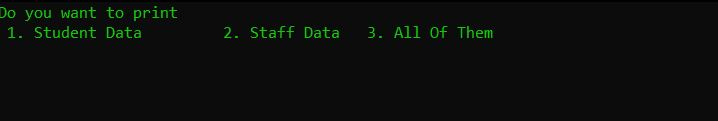 Do you want to print
1. Student Data 2. Staff Data 3. All Of Them